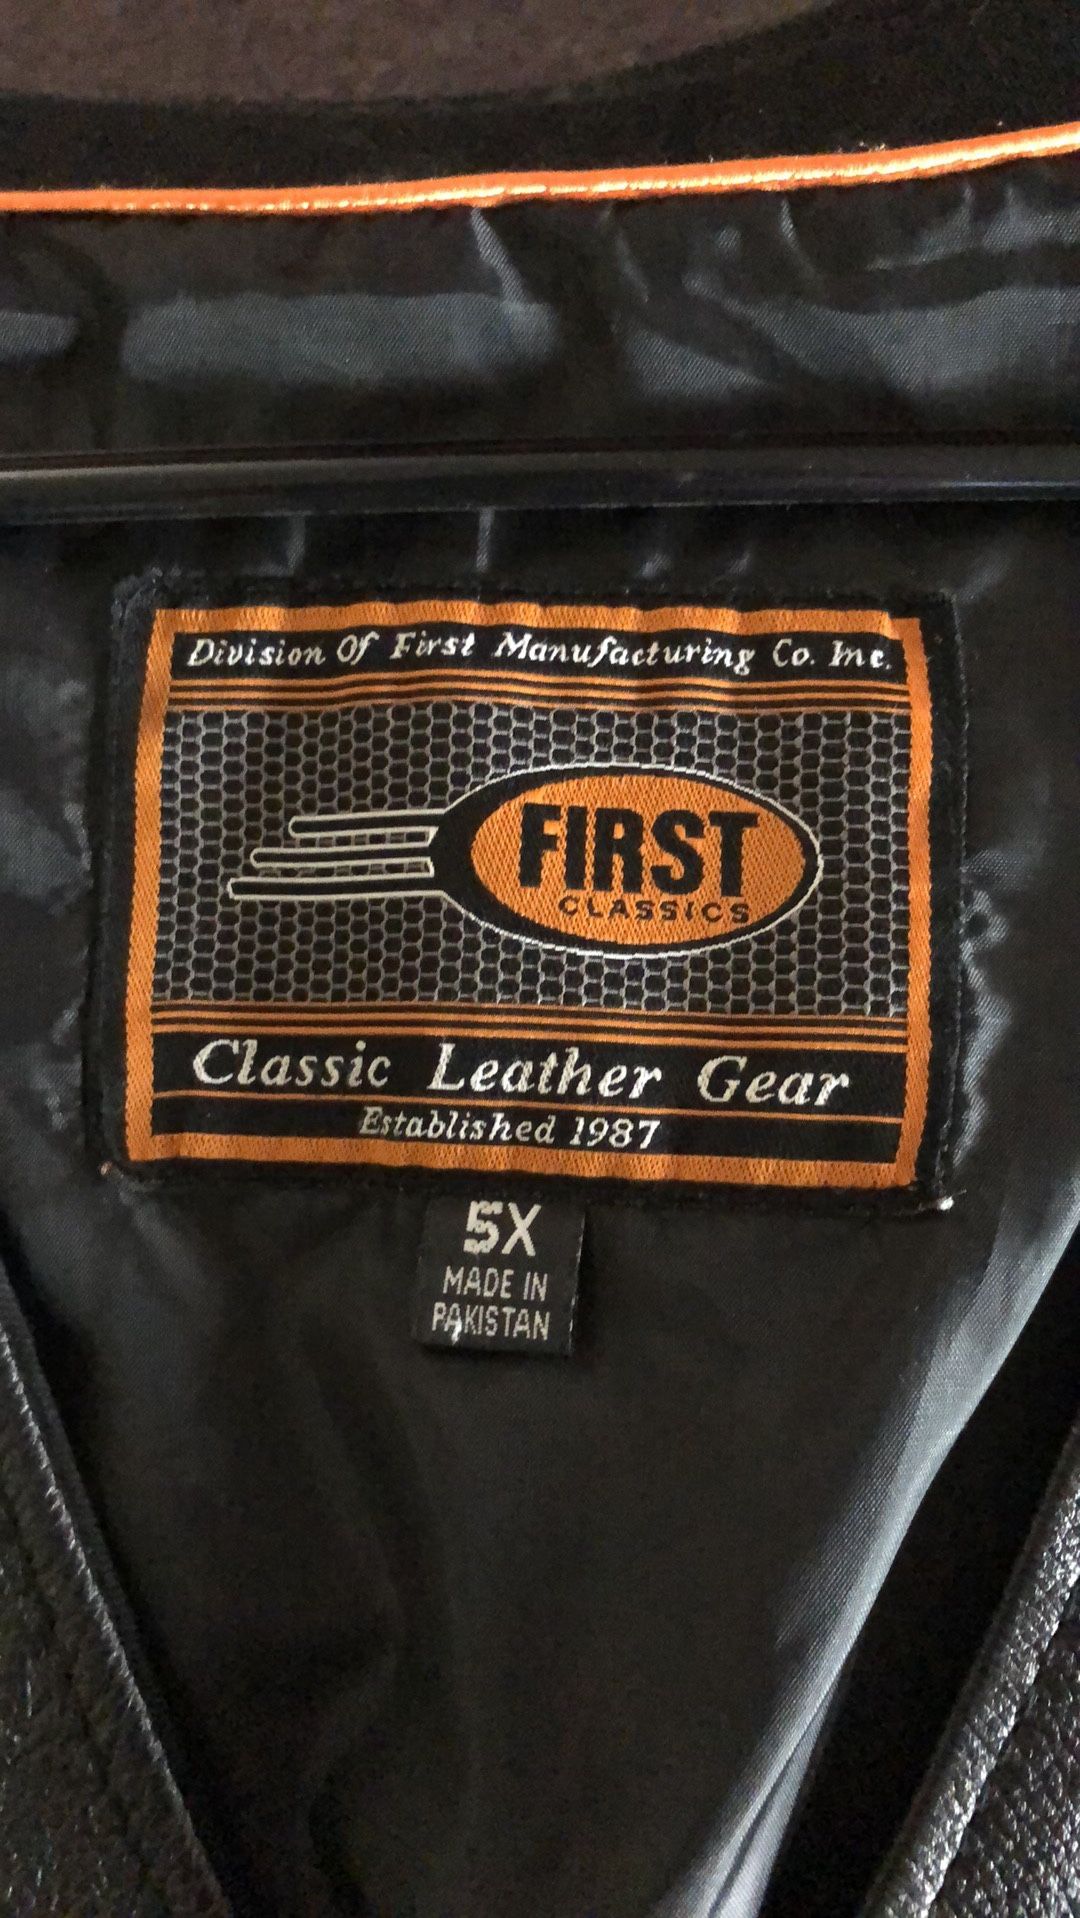 Division Of First Manufacturing Co. Inc.
FIRST
CLASSICS
Classic Leather Gear
Established 1987
5X
MADE IN
PAKISTAN